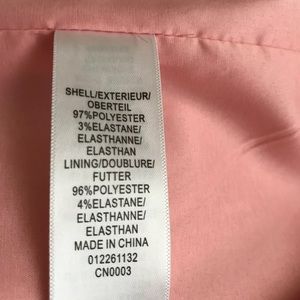 SHELL/EXTERIEUR/
OBERTEIL
97%POLYESTER
3%ELASTANE/
ELASTHANNE/
ELASTHAN
LINING/DOUBLURE/
FUTTER
96%POLYESTER
4%ELASTANE/
ELASTHANNE/
ELASTHAN
MADE IN CHINA
012261132
CN0003